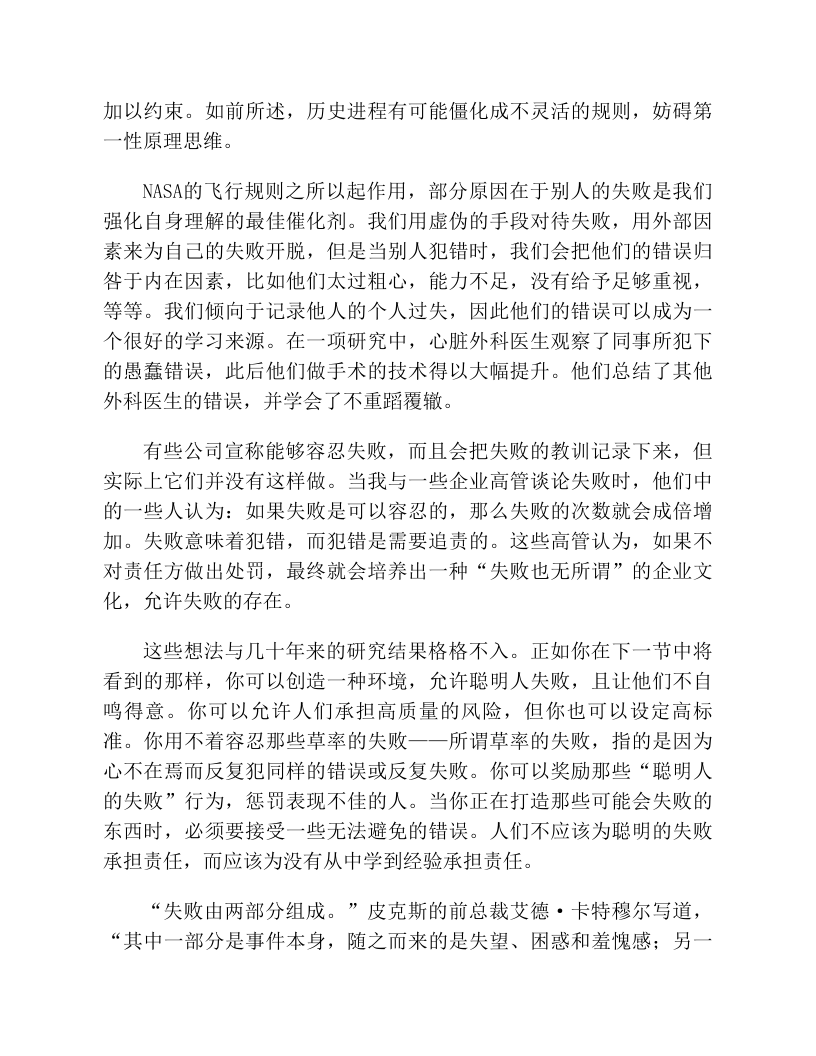 加以约束。如前所述，历史进程有可能僵化成不灵活的规则，妨碍第
一性原理思维。
NASA的飞行规则之所以起作用，部分原因在于别人的失败是我们
强化自身理解的最佳催化剂。我们用虚伪的手段对待失败，用外部因
素来为自己的失败开脱，但是当别人犯错时，我们会把他们的错误归
咎于内在因素，比如他们太过粗心，能力不足，没有给予足够重视，
等等。我们倾向于记录他人的个人过失，因此他们的错误可以成为一
个很好的学习来源。在一项研究中，心脏外科医生观察了同事所犯下
的愚蠢错误，此后他们做手术的技术得以大幅提升。他们总结了其他
外科医生的错误，并学会了不重蹈覆辙。
有些公司宣称能够容忍失败，而且会把失败的教训记录下来，但
实际上它们并没有这样做。当我与一些企业高管谈论失败时，他们中
的一些人认为：如果失败是可以容忍的，那么失败的次数就会成倍增
加。失败意味着犯错，而犯错是需要追责的。这些高管认为，如果不
对责任方做出处罚，最终就会培养出一种“失败也无所谓”的企业文
化，允许失败的存在。
这些想法与几十年来的研究结果格格不入。正如你在下一节中将
看到的那样，你可以创造一种环境，允许聪明人失败，且让他们不自
鸣得意。你可以允许人们承担高质量的风险，但你也可以设定高标
准。你用不着容忍那些草率的失败——所谓草率的失败，指的是因为
心不在焉而反复犯同样的错误或反复失败。你可以奖励那些“聪明人
的失败”行为，惩罚表现不佳的人。当你正在打造那些可能会失败的
东西时，必须要接受一些无法避免的错误。人们不应该为聪明的失败
承担责任，而应该为没有从中学到经验承担责任。
“失败由两部分组成。”皮克斯的前总裁艾德·卡特穆尔写道，
“其中一部分是事件本身，随之而来的是失望、困惑和羞愧感；另一